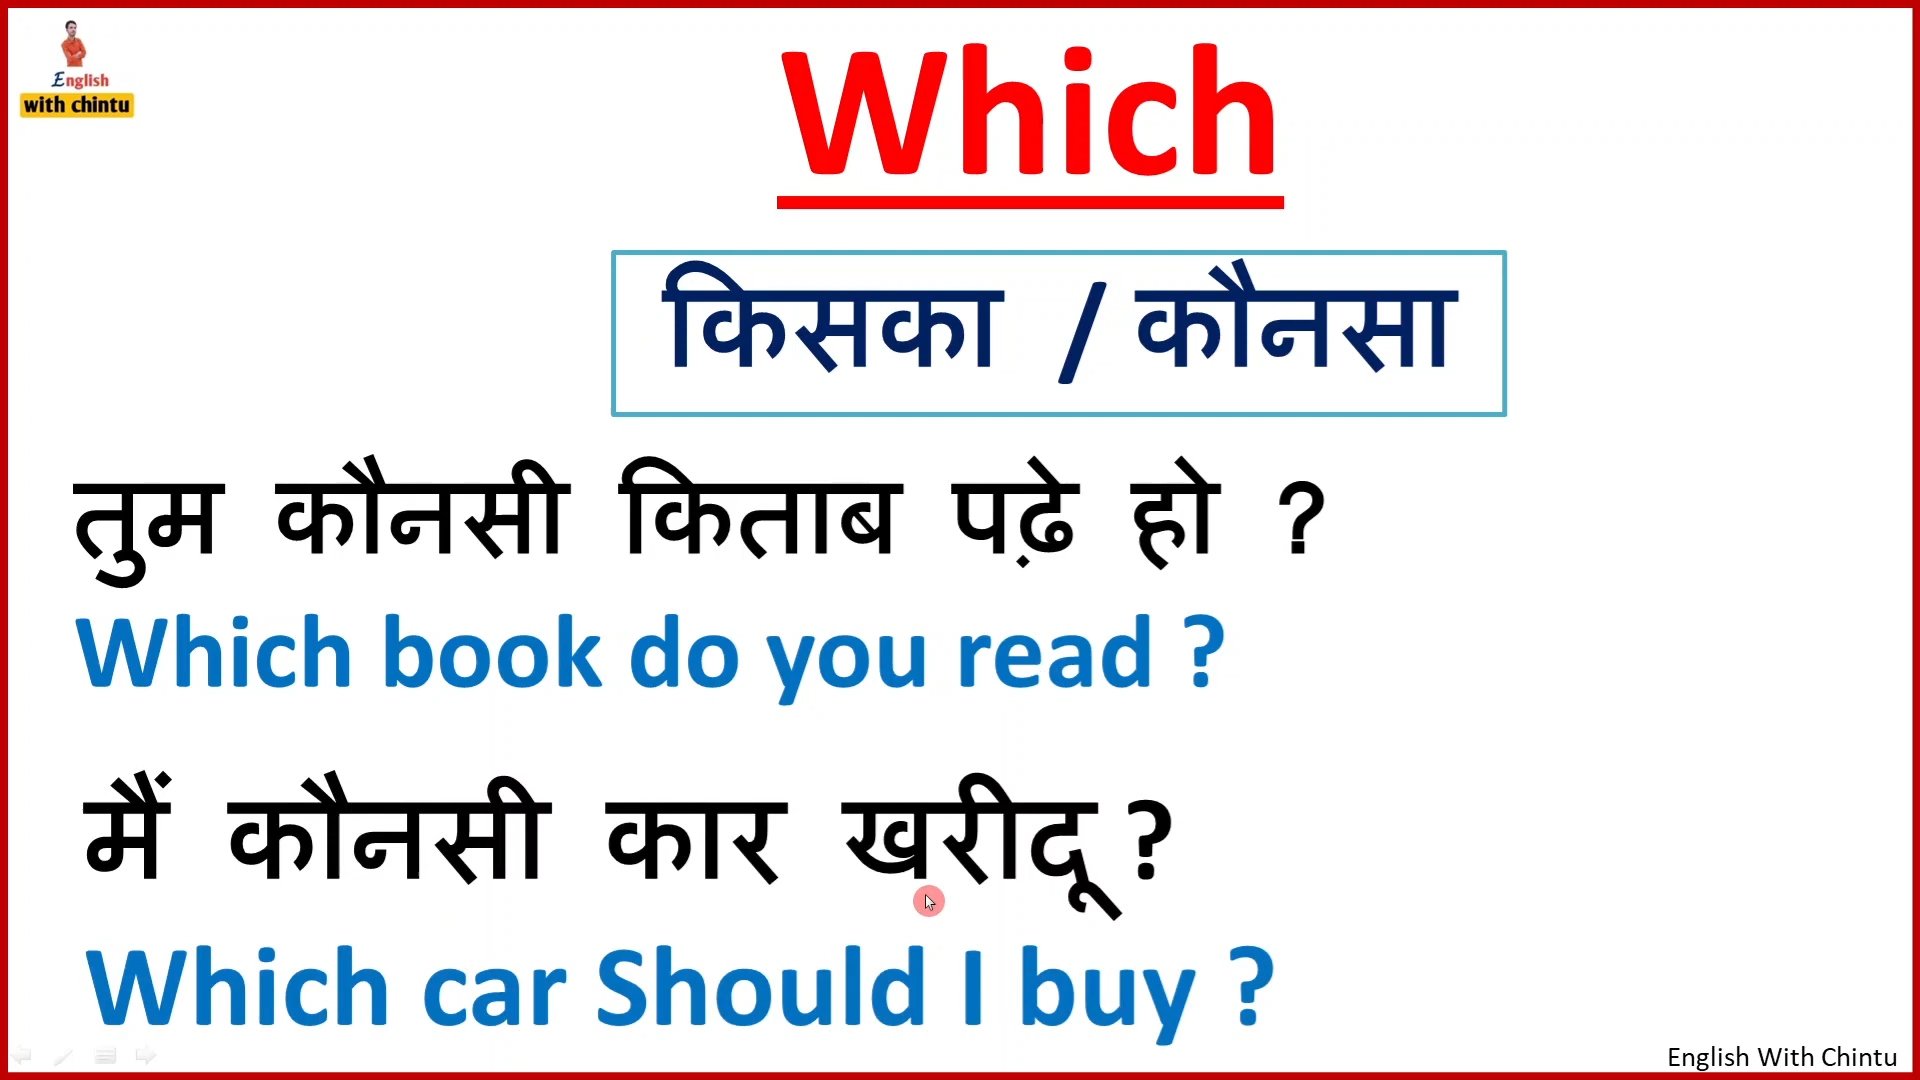 English
with chintu
Which
किसका / कौनसा
तुम कौनसी किताब पढ़े हो ?
Which book do you read ?
मैं कौनसी कार खरीदू ?
Which car Should I buy ?
English With Chintu